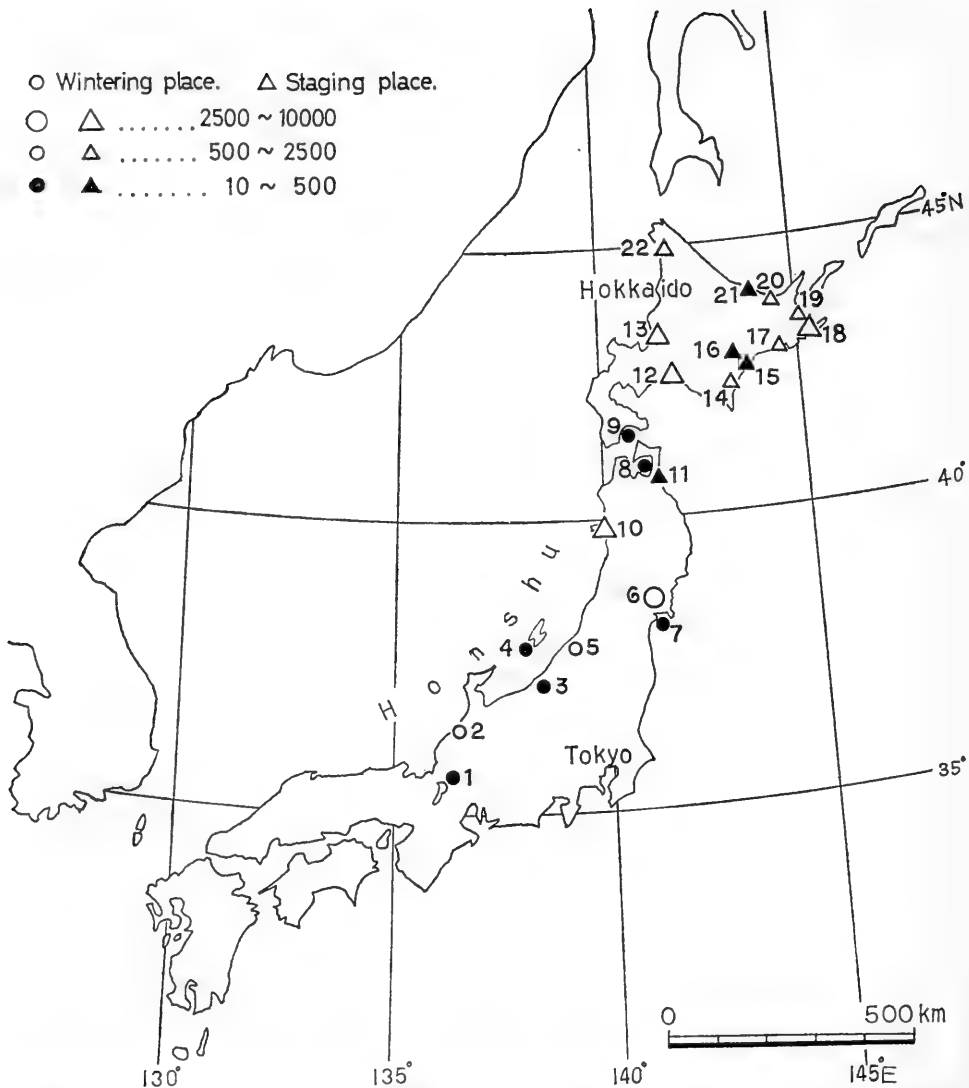 ○ Wintering place. △ Staging place.
○ △ ....... 2500 ~ 10000
○ △ ...... 500 ~ 2500
● ▲ ...... 10 ~ 500
45°N
22
Hokkaido
21
20
19
13
17
18
16
12
15
14
9
8
11
40°
10
6
7
Honshu
4
5
3
2
Tokyo
1
35°
0 500 km
130°
135°
140°
145°E